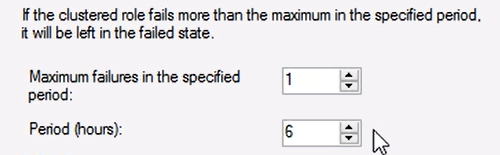 If the clustered role fails more than the maximum in the specified period,
it will be left in the failed state.
Maximum failures in the specified
period:
1
Period (hours):
6